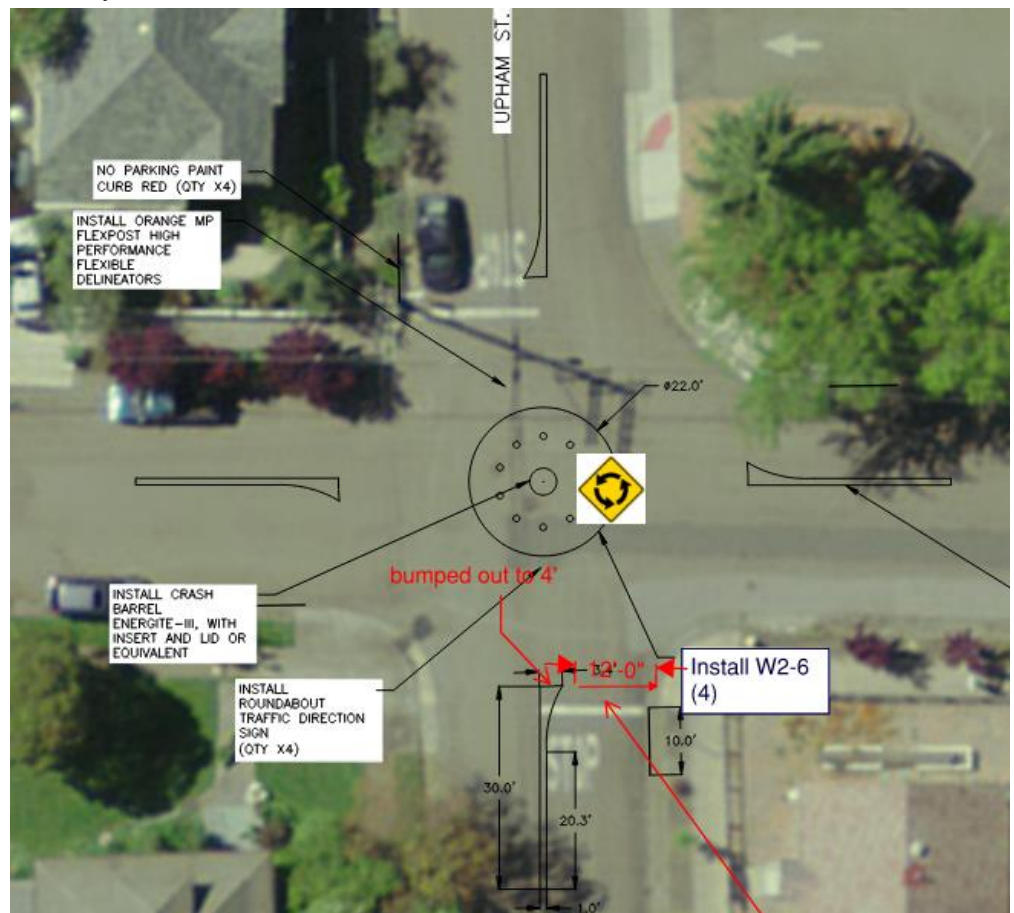 UPHAM ST.
NO PARKING PAINT
CURB RED (QTY X4)
INSTALL ORANGE MP
FLEXPOST HIGH
PERFORMANCE
FLEXIBLE
DELINEATORS
STOP
ø22.0'
bumped out to 4'
INSTALL CRASH
BARREL
ENERGITE-III, WITH
INSERT AND LID OR
EQUIVALENT
12'-0"
Install W2-6
(4)
INSTALL
ROUNDABOUT
TRAFFIC DIRECTION
SIGN
(QTY X4)
10.0'
STOP
30.0'
20.3'
1.0'